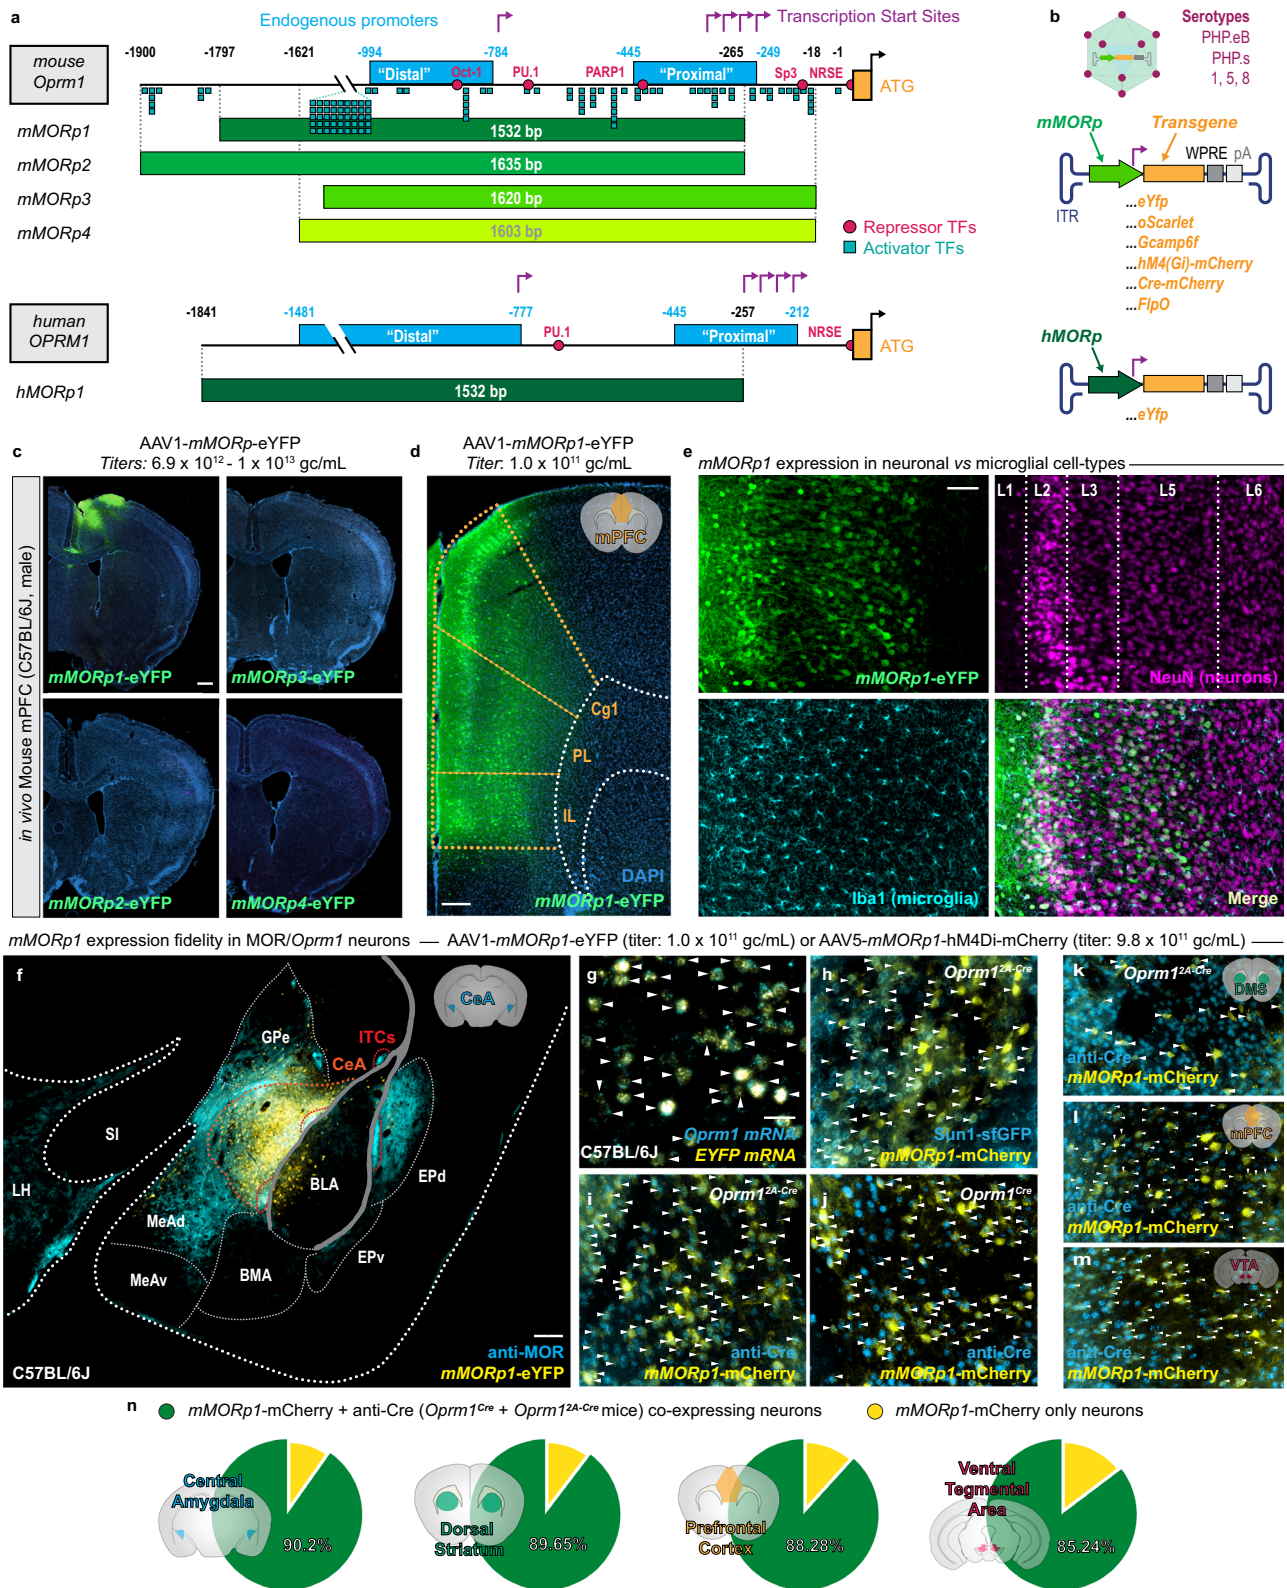 a
Endogenous promoters
Transcription Start Sites
mouse
Oprm1
-1900
-1797
-1621
-994
-784
-445
-265
-249
-18
-1
“Distal”
Oct-1
PU.1
PARP1
“Proximal”
Sp3
NRSE
ATG
mMORp1
1532 bp
mMORp2
1635 bp
mMORp3
1620 bp
mMORp4
1603 bp
Repressor TFs
Activator TFs
human
OPRM1
-1841
-1481
-777
-445
-257
-212
“Distal”
PU.1
“Proximal”
NRSE
ATG
hMORp1
1532 bp
b
Serotypes
PHP.eB
PHP.s
1, 5, 8
mMORp
Transgene
WPRE
pA
ITR
...eYfp
...oScarlet
...Gcamp6f
...hM4(Gi)-mCherry
...Cre-mCherry
...FlpO
hMORp
...eYfp
c
AAV1-mMORp-eYFP
Titers: 6.9 x 10¹² - 1 x 10¹³ gc/mL
in vivo Mouse mPFC (C57BL/6J, male)
mMORp1-eYFP
mMORp3-eYFP
mMORp2-eYFP
mMORp4-eYFP
d
AAV1-mMORp1-eYFP
Titer: 1.0 x 10¹¹ gc/mL
mPFC
Cg1
PL
IL
DAPI
mMORp1-eYFP
e
mMORp1 expression in neuronal vs microglial cell-types
mMORp1-eYFP
L1
L2
L3
L5
L6
NeuN (neurons)
Iba1 (microglia)
Merge
mMORp1 expression fidelity in MOR/Oprm1 neurons — AAV1-mMORp1-eYFP (titer: 1.0 x 10¹¹ gc/mL) or AAV5-mMORp1-hM4Di-mCherry (titer: 9.8 x 10¹¹ gc/mL)
f
CeA
GPe
ITCs
CeA
SI
LH
BLA
EPd
MeAd
MeAv
BMA
EPv
C57BL/6J
anti-MOR
mMORp1-eYFP
g
Oprm1 mRNA
C57BL/6J
EYFP mRNA
h
Oprm1²ᴬ⁻ᶜʳᵉ
Sun1-sfGFP
mMORp1-mCherry
i
Oprm1²ᴬ⁻ᶜʳᵉ
anti-Cre
mMORp1-mCherry
j
Oprm1ᶜʳᵉ
anti-Cre
mMORp1-mCherry
k
Oprm1²ᴬ⁻ᶜʳᵉ
DMS
anti-Cre
mMORp1-mCherry
l
mPFC
anti-Cre
mMORp1-mCherry
m
VTA
anti-Cre
mMORp1-mCherry
n
mMORp1-mCherry + anti-Cre (Oprm1ᶜʳᵉ + Oprm1²ᴬ⁻ᶜʳᵉ mice) co-expressing neurons
mMORp1-mCherry only neurons
Central
Amygdala
90.2%
Dorsal
Striatum
89.65%
Prefrontal
Cortex
88.28%
Ventral
Tegmental
Area
85.24%